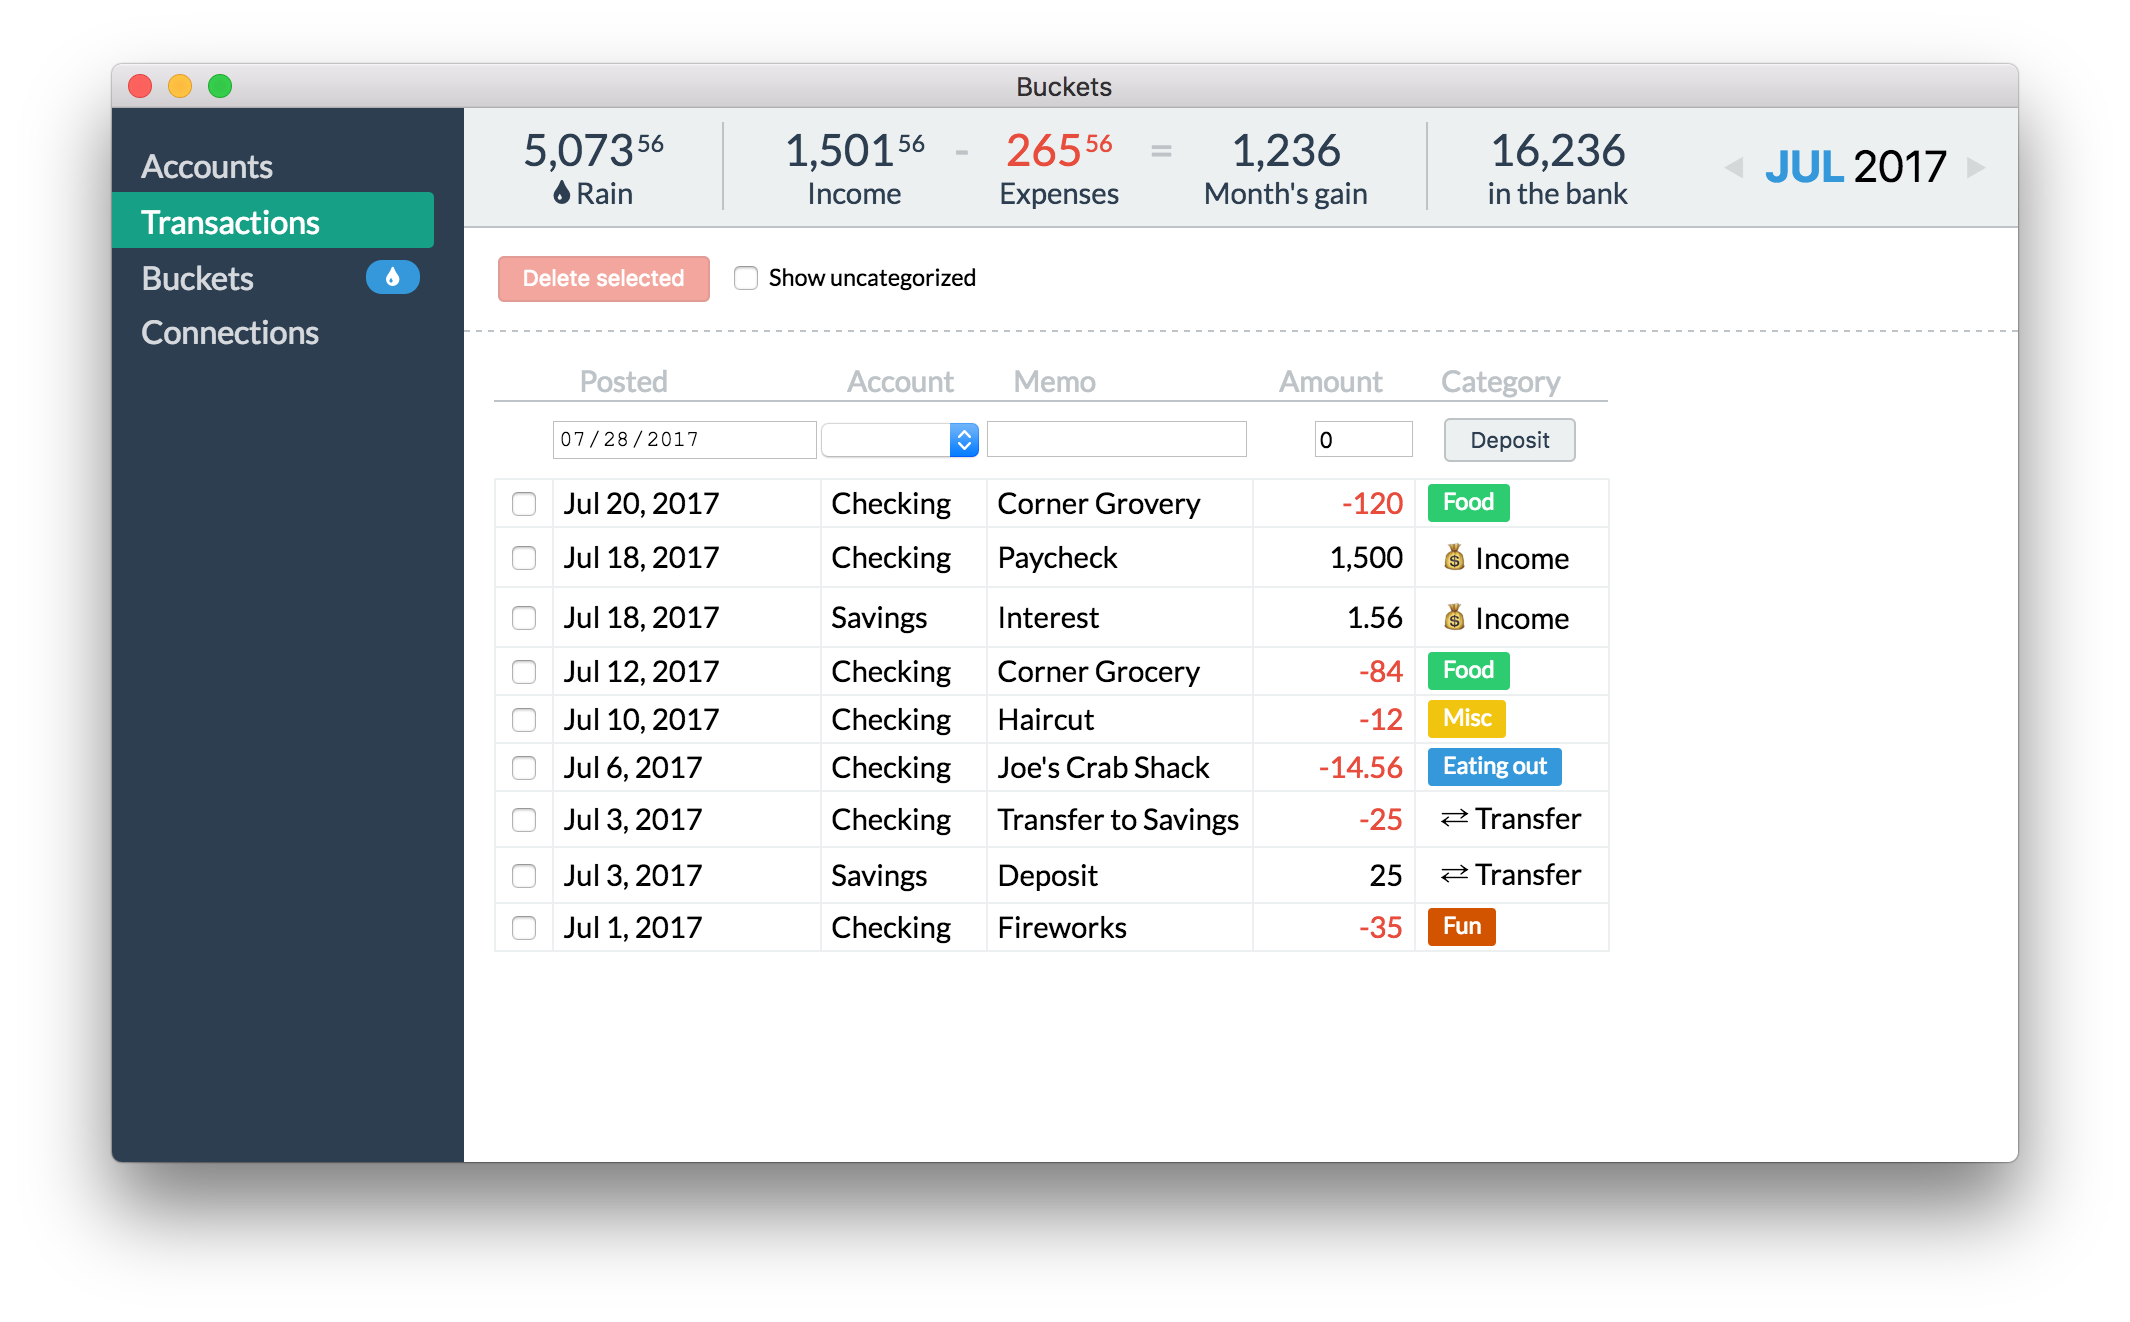 Buckets
Accounts
Transactions
Buckets
Connections
5,073 56 1,501 56 - 265 56 = 1,236 16,236 JUL 2017
Rain Income Expenses Month's gain in the bank
Delete selected Show uncategorized
Posted Account Memo Amount Category
07/28/2017 0 Deposit
Jul 20, 2017 Checking Corner Grovery -120 Food
Jul 18, 2017 Checking Paycheck 1,500 Income
Jul 18, 2017 Savings Interest 1.56 Income
Jul 12, 2017 Checking Corner Grocery -84 Food
Jul 10, 2017 Checking Haircut -12 Misc
Jul 6, 2017 Checking Joe's Crab Shack -14.56 Eating out
Jul 3, 2017 Checking Transfer to Savings -25 Transfer
Jul 3, 2017 Savings Deposit 25 Transfer
Jul 1, 2017 Checking Fireworks -35 Fun